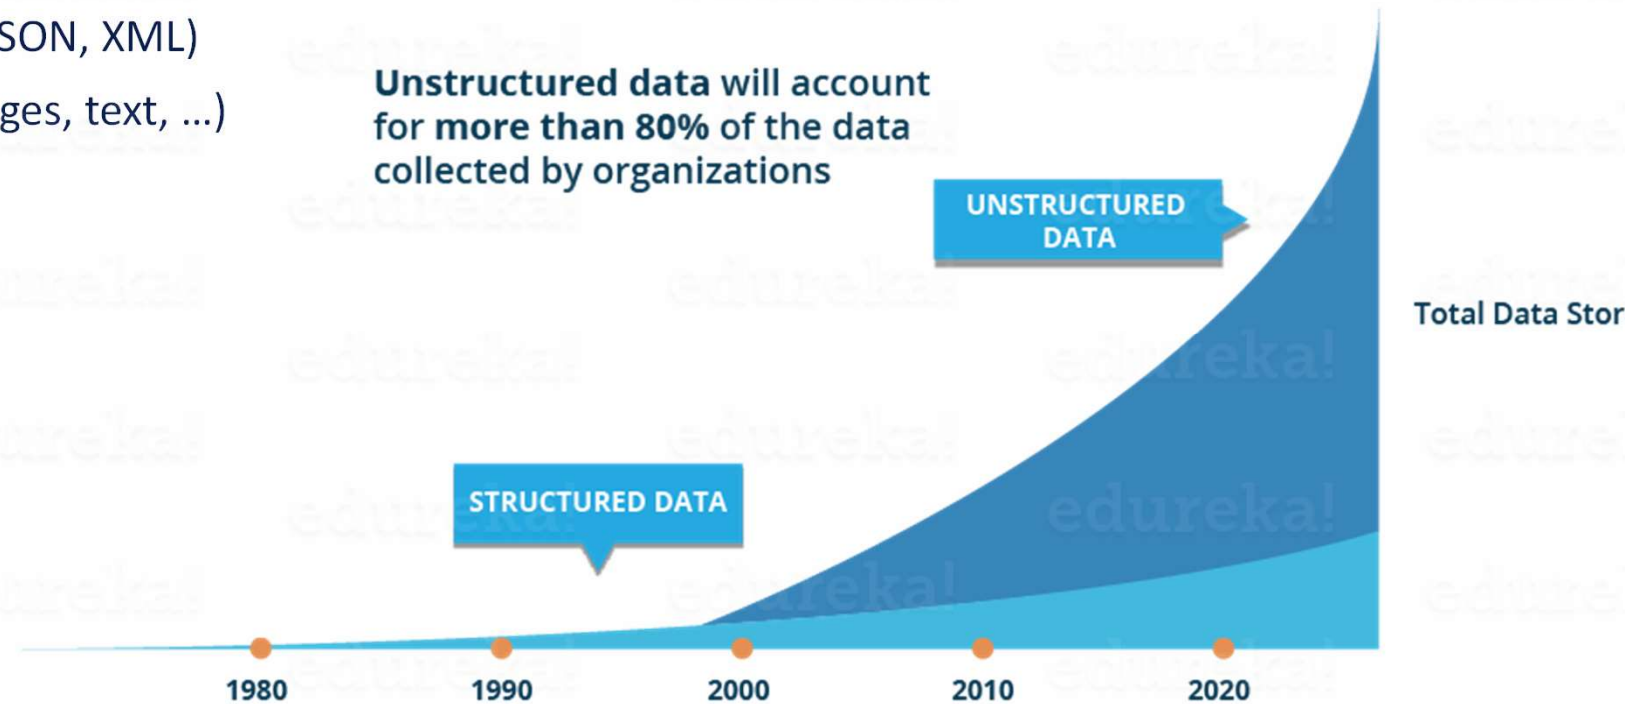 SON, XML)
ges, text, ...)
Unstructured data will account
for more than 80% of the data
collected by organizations
UNSTRUCTURED
DATA
STRUCTURED DATA
Total Data Stor
edureka!
1980 1990 2000 2010 2020